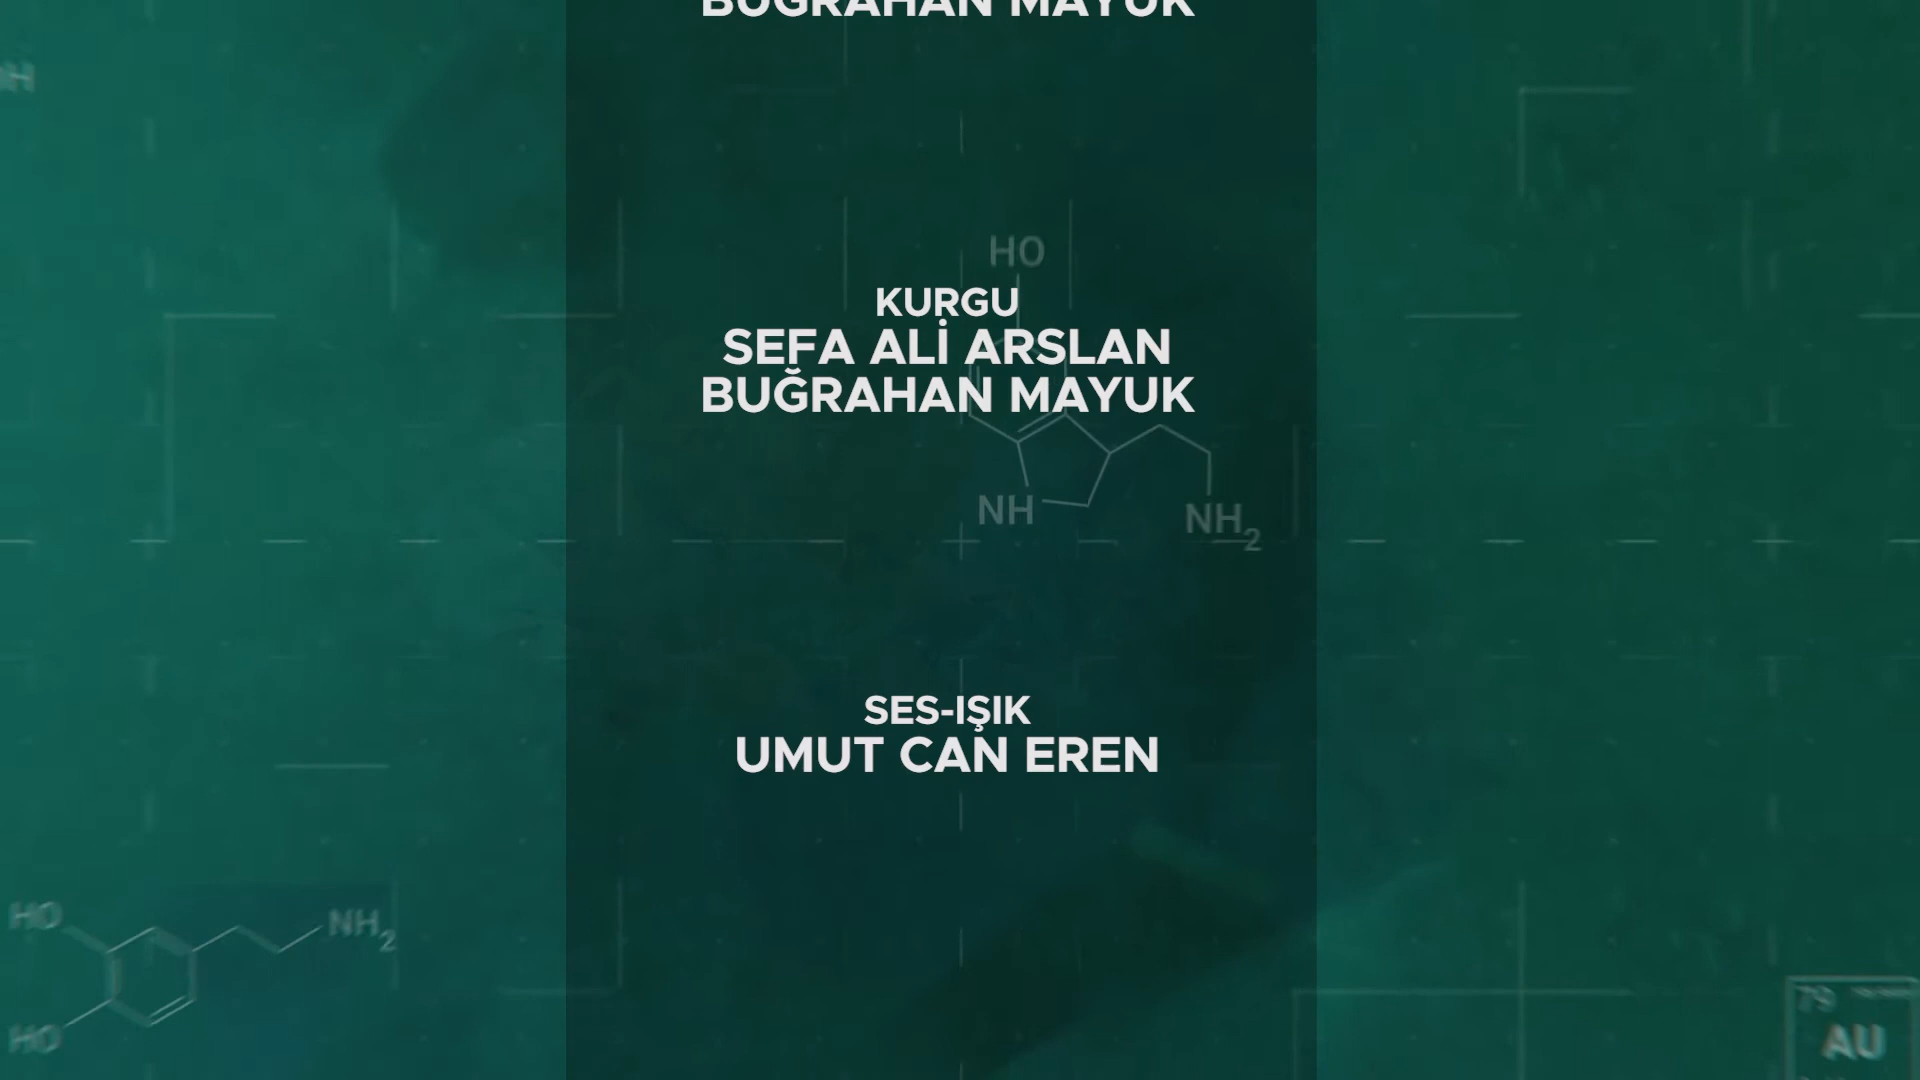 BUĞRAHAN MAYUK
H
HO
KURGU
SEFA ALİ ARSLAN
BUĞRAHAN MAYUK
NH
NH2
SES-IŞIK
UMUT CAN EREN
HO
NH2
HO
79
AU